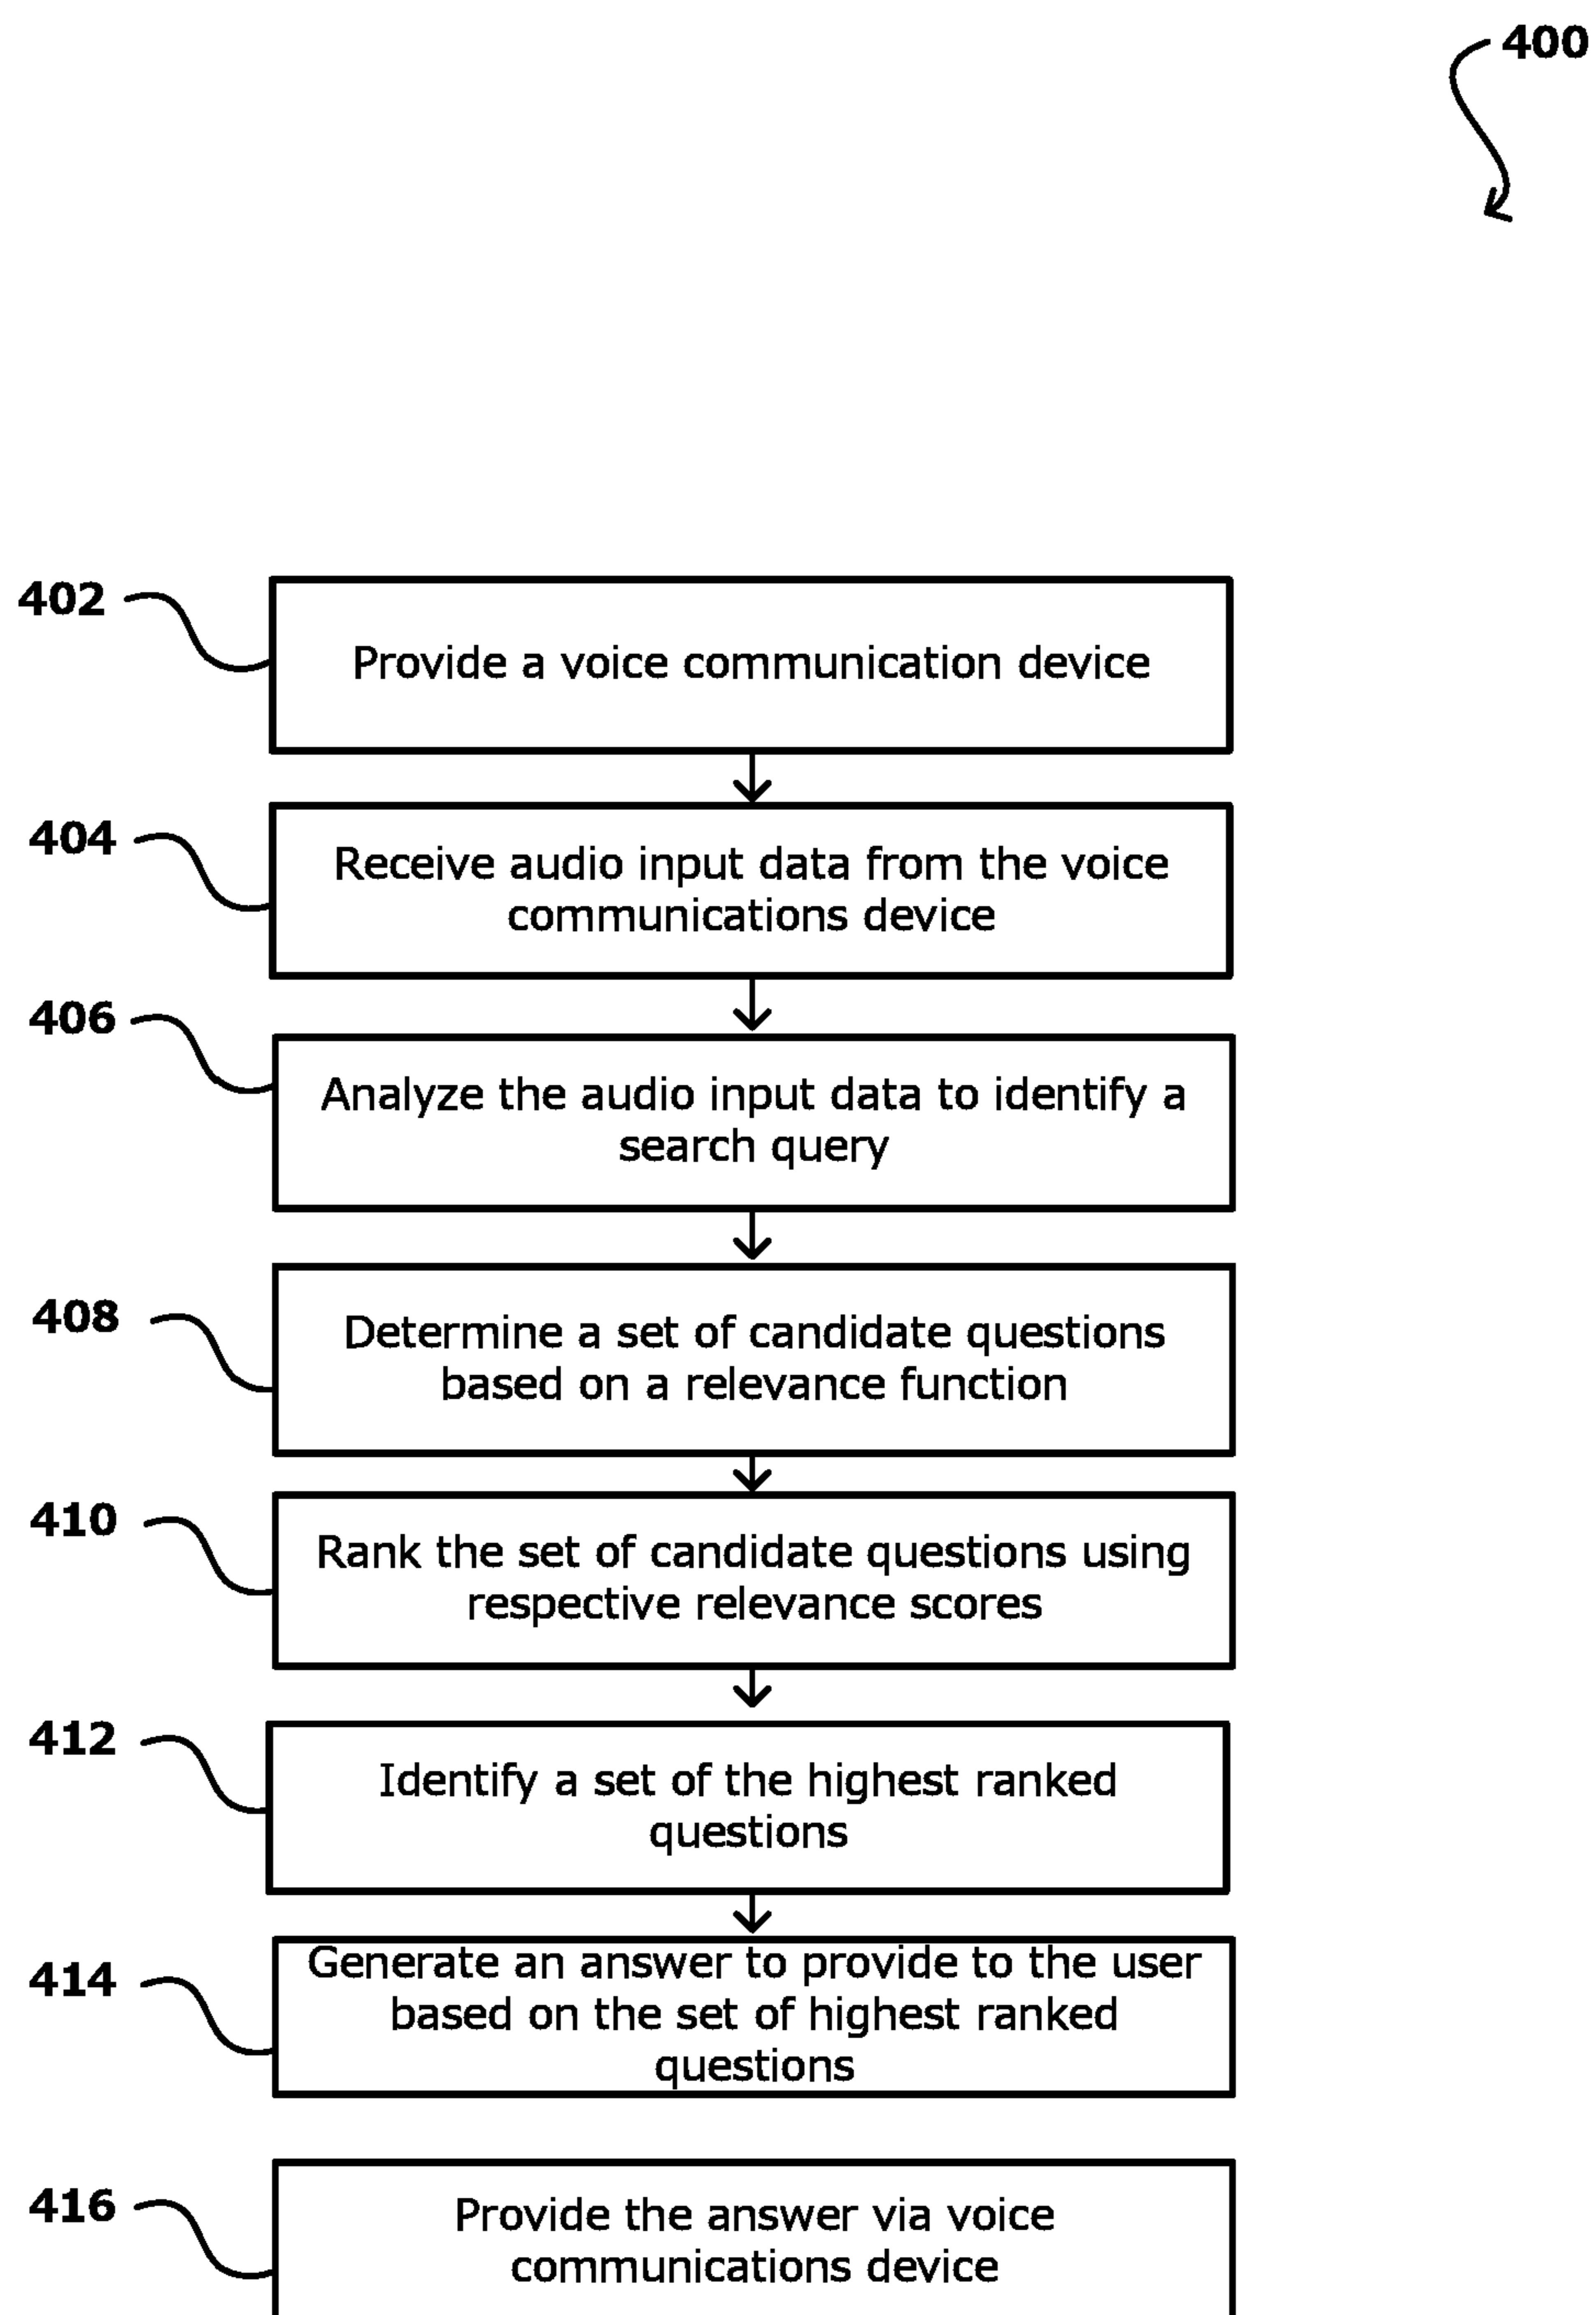 400
402
Provide a voice communication device
404
Receive audio input data from the voice
communications device
406
Analyze the audio input data to identify a
search query
408
Determine a set of candidate questions
based on a relevance function
410
Rank the set of candidate questions using
respective relevance scores
412
Identify a set of the highest ranked
questions
414
Generate an answer to provide to the user
based on the set of highest ranked
questions
416
Provide the answer via voice
communications device